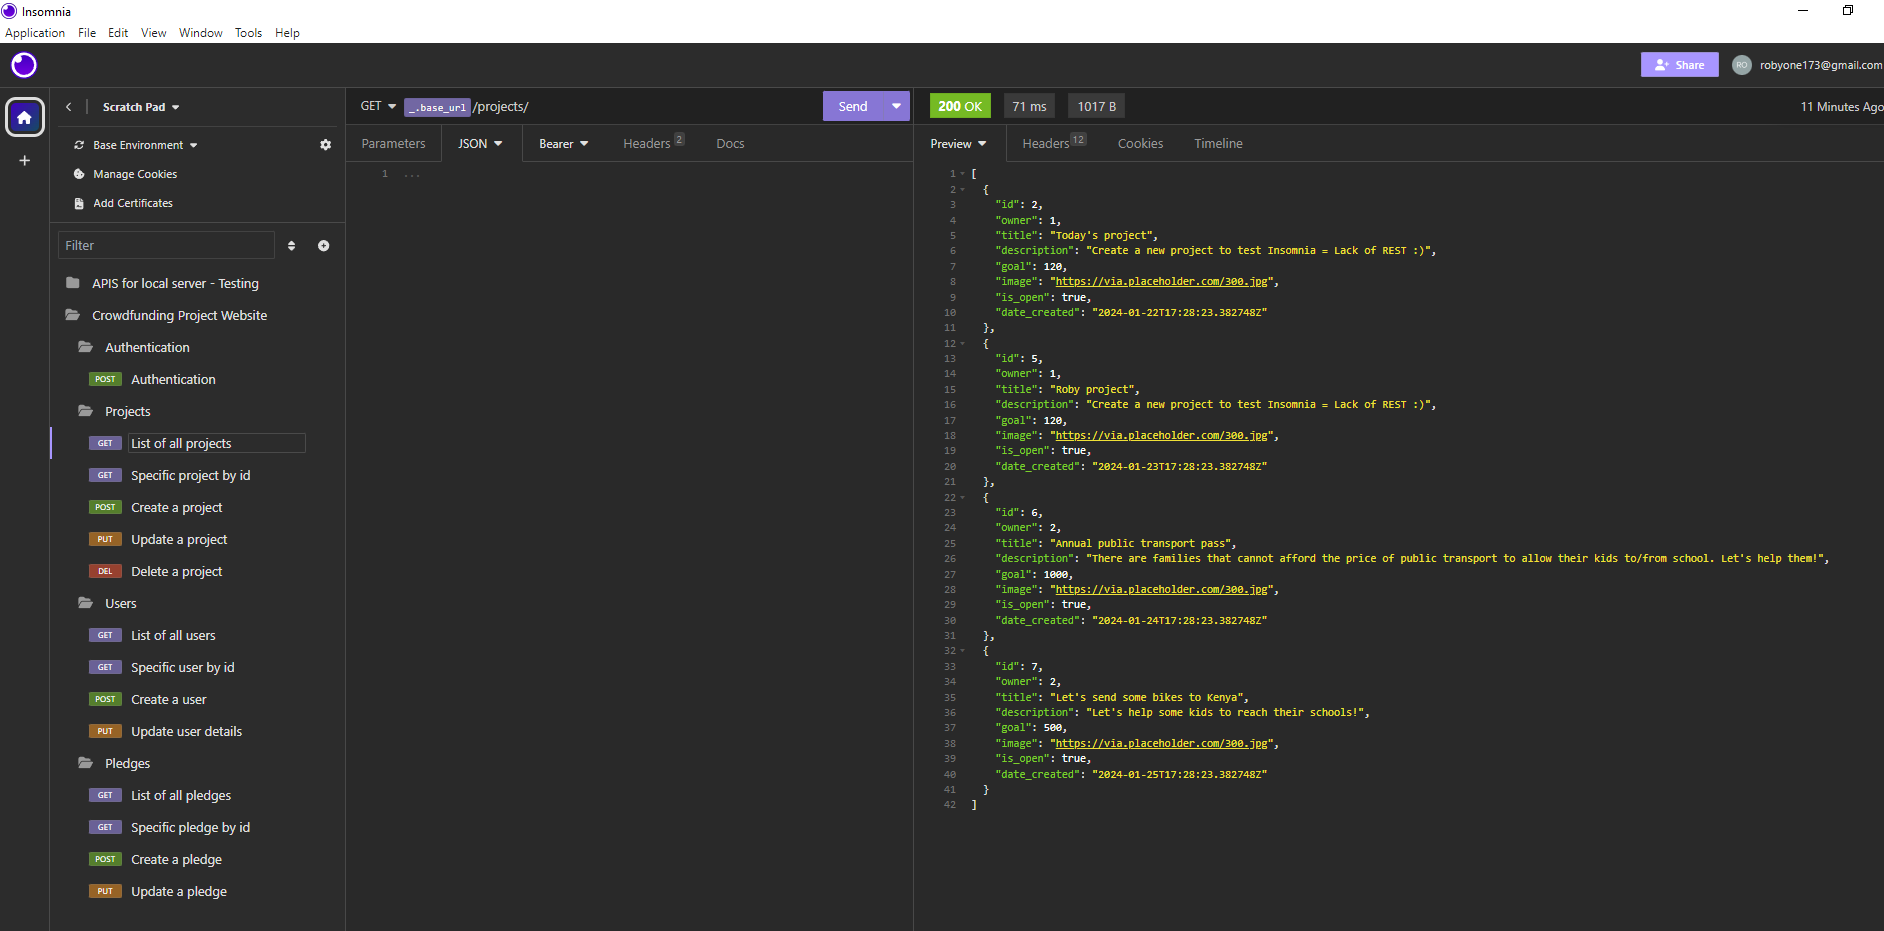 Insomnia
Application File Edit View Window Tools Help
Share RO robyone173@gmail.com
Scratch Pad
Base Environment
Manage Cookies
Add Certificates
Filter
APIS for local server - Testing
Crowdfunding Project Website
Authentication
POST Authentication
Projects
GET List of all projects
GET Specific project by id
POST Create a project
PUT Update a project
DEL Delete a project
Users
GET List of all users
GET Specific user by id
POST Create a user
PUT Update user details
Pledges
GET List of all pledges
GET Specific pledge by id
POST Create a pledge
PUT Update a pledge
GET _.base_url /projects/ Send
Parameters JSON Bearer Headers 2 Docs
1 ...
200 OK 71 ms 1017 B 11 Minutes Ago
Preview Headers 12 Cookies Timeline
1 [
2 {
3 "id": 2,
4 "owner": 1,
5 "title": "Today's project",
6 "description": "Create a new project to test Insomnia = Lack of REST :)",
7 "goal": 120,
8 "image": "https://via.placeholder.com/300.jpg",
9 "is_open": true,
10 "date_created": "2024-01-22T17:28:23.382748Z"
11 },
12 {
13 "id": 5,
14 "owner": 1,
15 "title": "Roby project",
16 "description": "Create a new project to test Insomnia = Lack of REST :)",
17 "goal": 120,
18 "image": "https://via.placeholder.com/300.jpg",
19 "is_open": true,
20 "date_created": "2024-01-23T17:28:23.382748Z"
21 },
22 {
23 "id": 6,
24 "owner": 2,
25 "title": "Annual public transport pass",
26 "description": "There are families that cannot afford the price of public transport to allow their kids to/from school. Let's help them!",
27 "goal": 1000,
28 "image": "https://via.placeholder.com/300.jpg",
29 "is_open": true,
30 "date_created": "2024-01-24T17:28:23.382748Z"
31 },
32 {
33 "id": 7,
34 "owner": 2,
35 "title": "Let's send some bikes to Kenya",
36 "description": "Let's help some kids to reach their schools!",
37 "goal": 500,
38 "image": "https://via.placeholder.com/300.jpg",
39 "is_open": true,
40 "date_created": "2024-01-25T17:28:23.382748Z"
41 }
42 ]